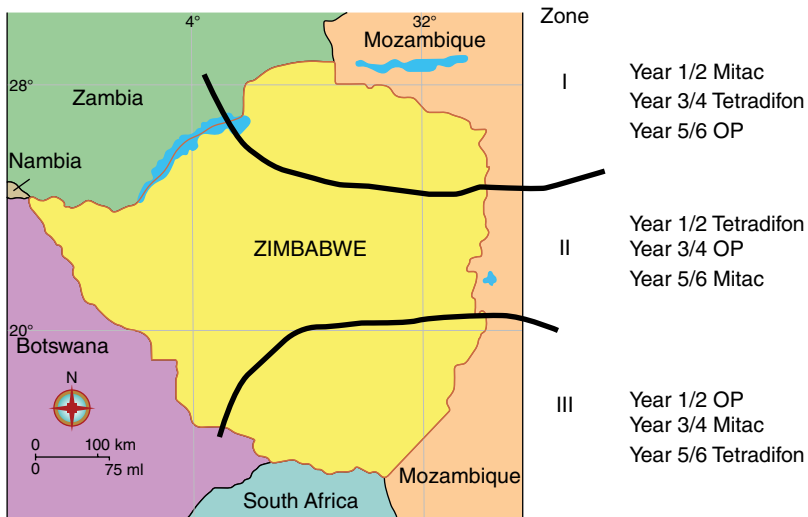 4°
32°
Zone
Mozambique
28°
Zambia
I
Year 1/2 Mitac
Year 3/4 Tetradifon
Year 5/6 OP
Nambia
ZIMBABWE
II
Year 1/2 Tetradifon
Year 3/4 OP
Year 5/6 Mitac
20°
Botswana
N
0 100 km
0 75 ml
III
Year 1/2 OP
Year 3/4 Mitac
Year 5/6 Tetradifon
Mozambique
South Africa